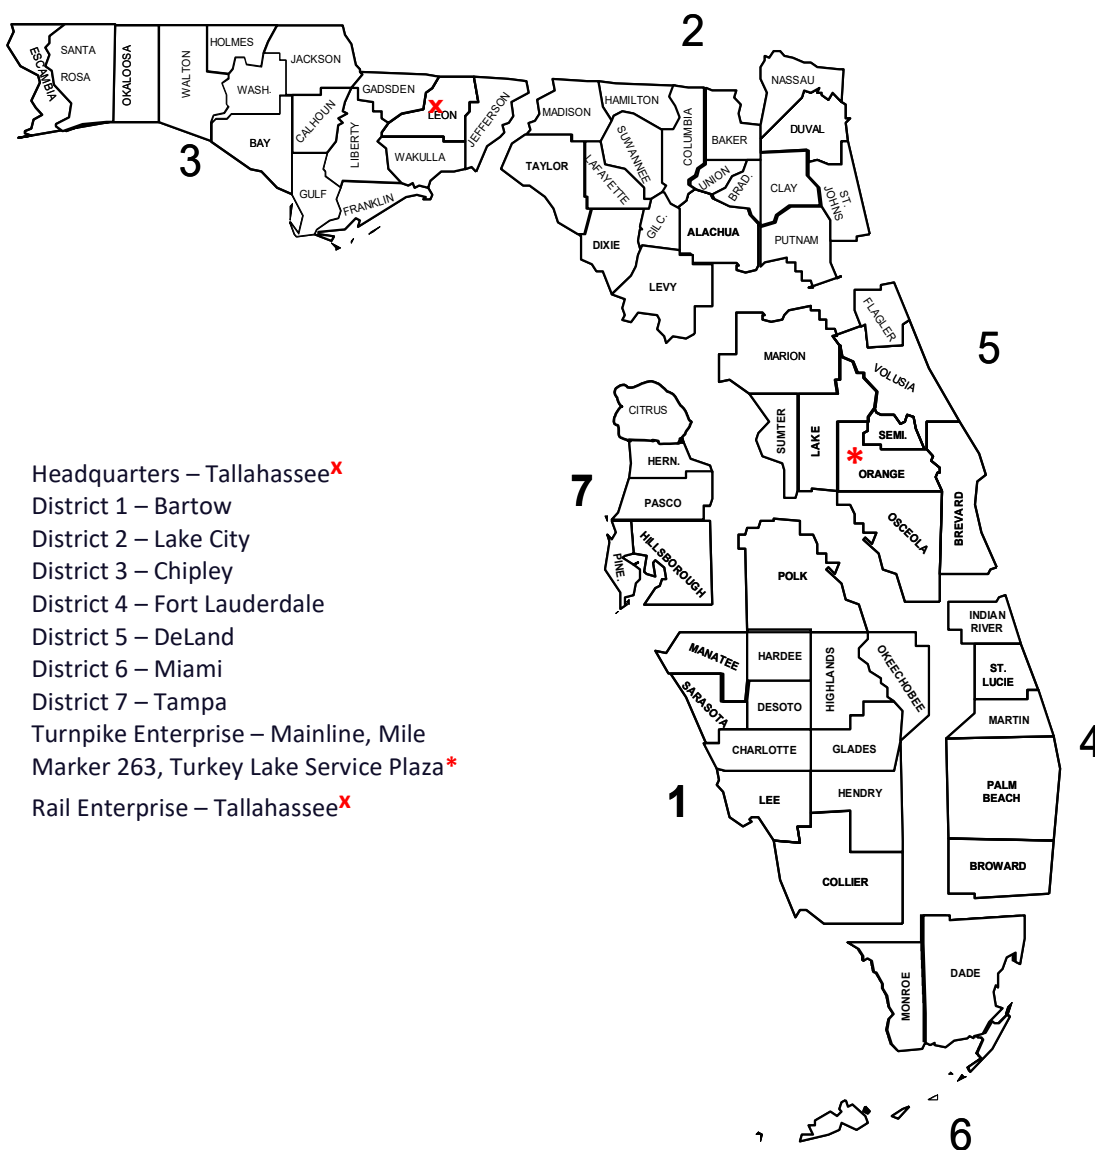 2
3
5
7
1
4
6
ESCAMBIA
SANTA
ROSA
OKALOOSA
WALTON
HOLMES
WASH.
JACKSON
BAY
CALHOUN
GULF
LIBERTY
GADSDEN
FRANKLIN
x
LEON
WAKULLA
JEFFERSON
MADISON
TAYLOR
HAMILTON
SUWANNEE
LAFAYETTE
DIXIE
COLUMBIA
GILC.
LEVY
BAKER
UNION
BRAD.
ALACHUA
NASSAU
DUVAL
CLAY
ST.
JOHNS
PUTNAM
FLAGLER
VOLUSIA
MARION
SUMTER
LAKE
SEMI.
*
ORANGE
OSCEOLA
BREVARD
CITRUS
HERN.
PASCO
PINE.
HILLSBOROUGH
POLK
MANATEE
HARDEE
HIGHLANDS
OKEECHOBEE
SARASOTA
DESOTO
CHARLOTTE
GLADES
LEE
HENDRY
COLLIER
INDIAN
RIVER
ST.
LUCIE
MARTIN
PALM
BEACH
BROWARD
MONROE
DADE
Headquarters – Tallahassee x
District 1 – Bartow
District 2 – Lake City
District 3 – Chipley
District 4 – Fort Lauderdale
District 5 – DeLand
District 6 – Miami
District 7 – Tampa
Turnpike Enterprise – Mainline, Mile
Marker 263, Turkey Lake Service Plaza*
Rail Enterprise – Tallahassee x